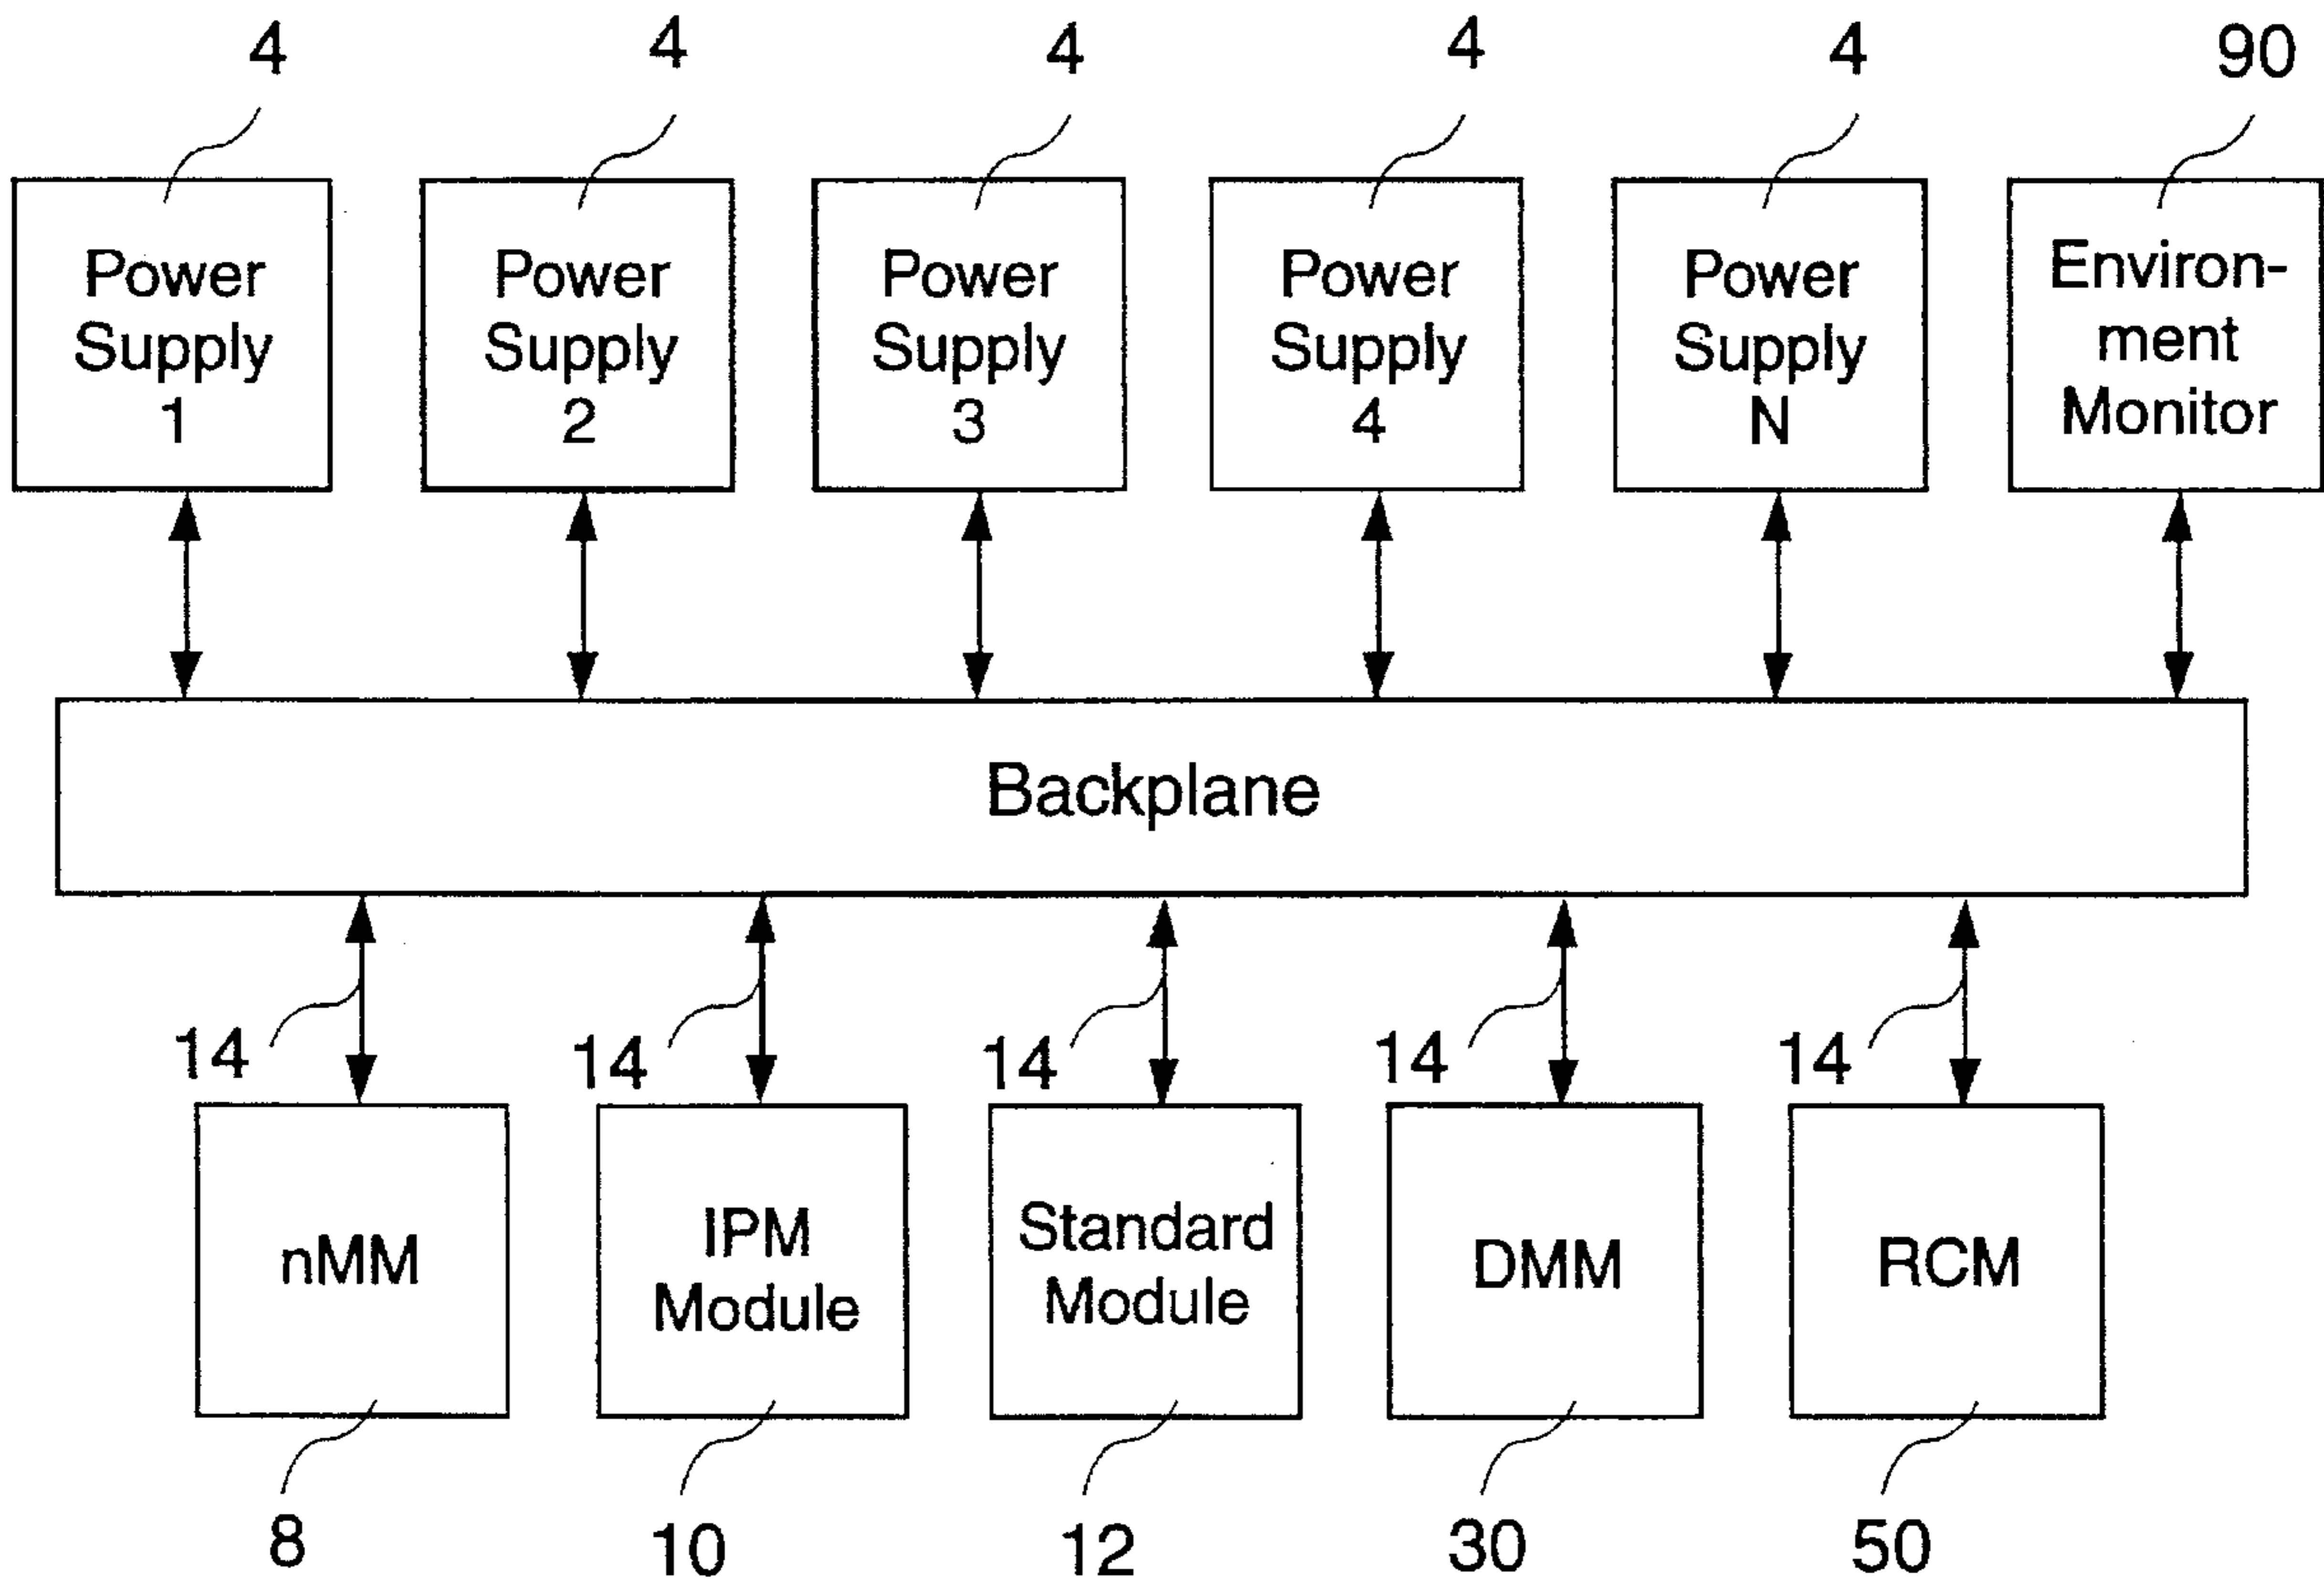 4 4 4 4 4 90
Power Supply 1
Power Supply 2
Power Supply 3
Power Supply 4
Power Supply N
Environ-
ment
Monitor
Backplane
14 14 14 14 14
nMM
IPM
Module
Standard
Module
DMM
RCM
8 10 12 30 50